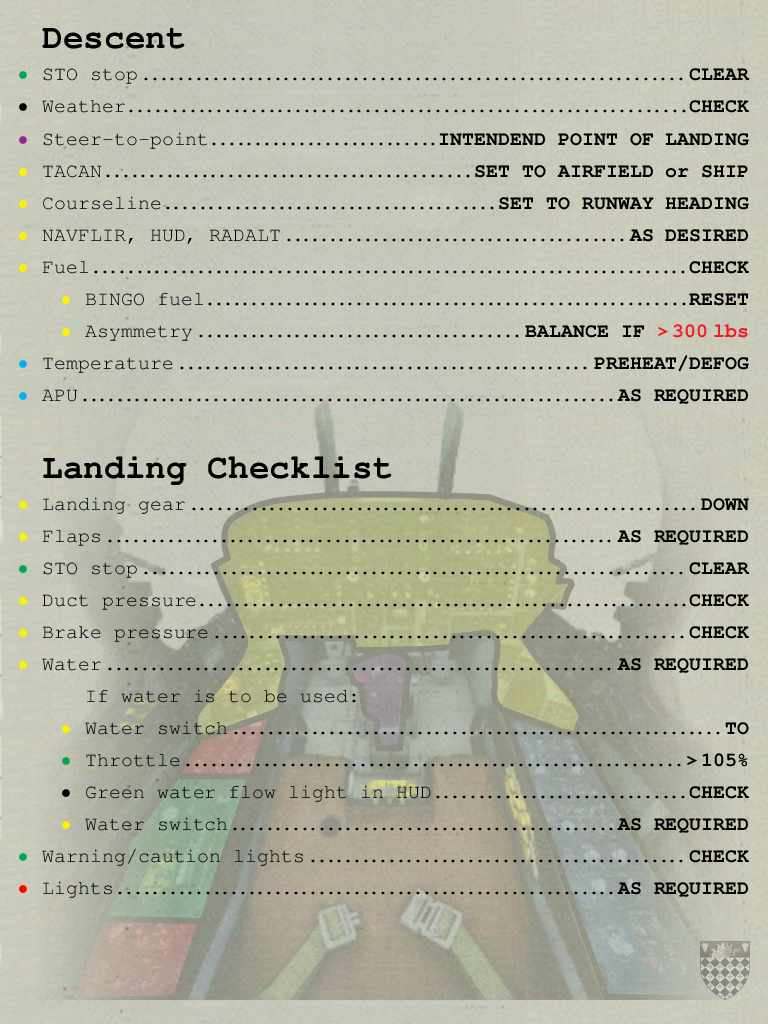 Descent
• STO stop............................................................CLEAR
• Weather..............................................................CHECK
• Steer-to-point.........................INTENDEND POINT OF LANDING
• TACAN.........................................SET TO AIRFIELD or SHIP
• Courseline.....................................SET TO RUNWAY HEADING
• NAVFLIR, HUD, RADALT......................................AS DESIRED
• Fuel..................................................................CHECK
• BINGO fuel......................................................RESET
• Asymmetry....................................BALANCE IF >300 lbs
• Temperature..............................................PREHEAT/DEFOG
• APU...........................................................AS REQUIRED
Landing Checklist
• Landing gear.........................................................DOWN
• Flaps........................................................AS REQUIRED
• STO stop............................................................CLEAR
• Duct pressure......................................................CHECK
• Brake pressure....................................................CHECK
• Water........................................................AS REQUIRED
If water is to be used:
• Water switch......................................................TO
• Throttle........................................................>105%
• Green water flow light in HUD............................CHECK
• Water switch...........................................AS REQUIRED
• Warning/caution lights..........................................CHECK
• Lights.......................................................AS REQUIRED